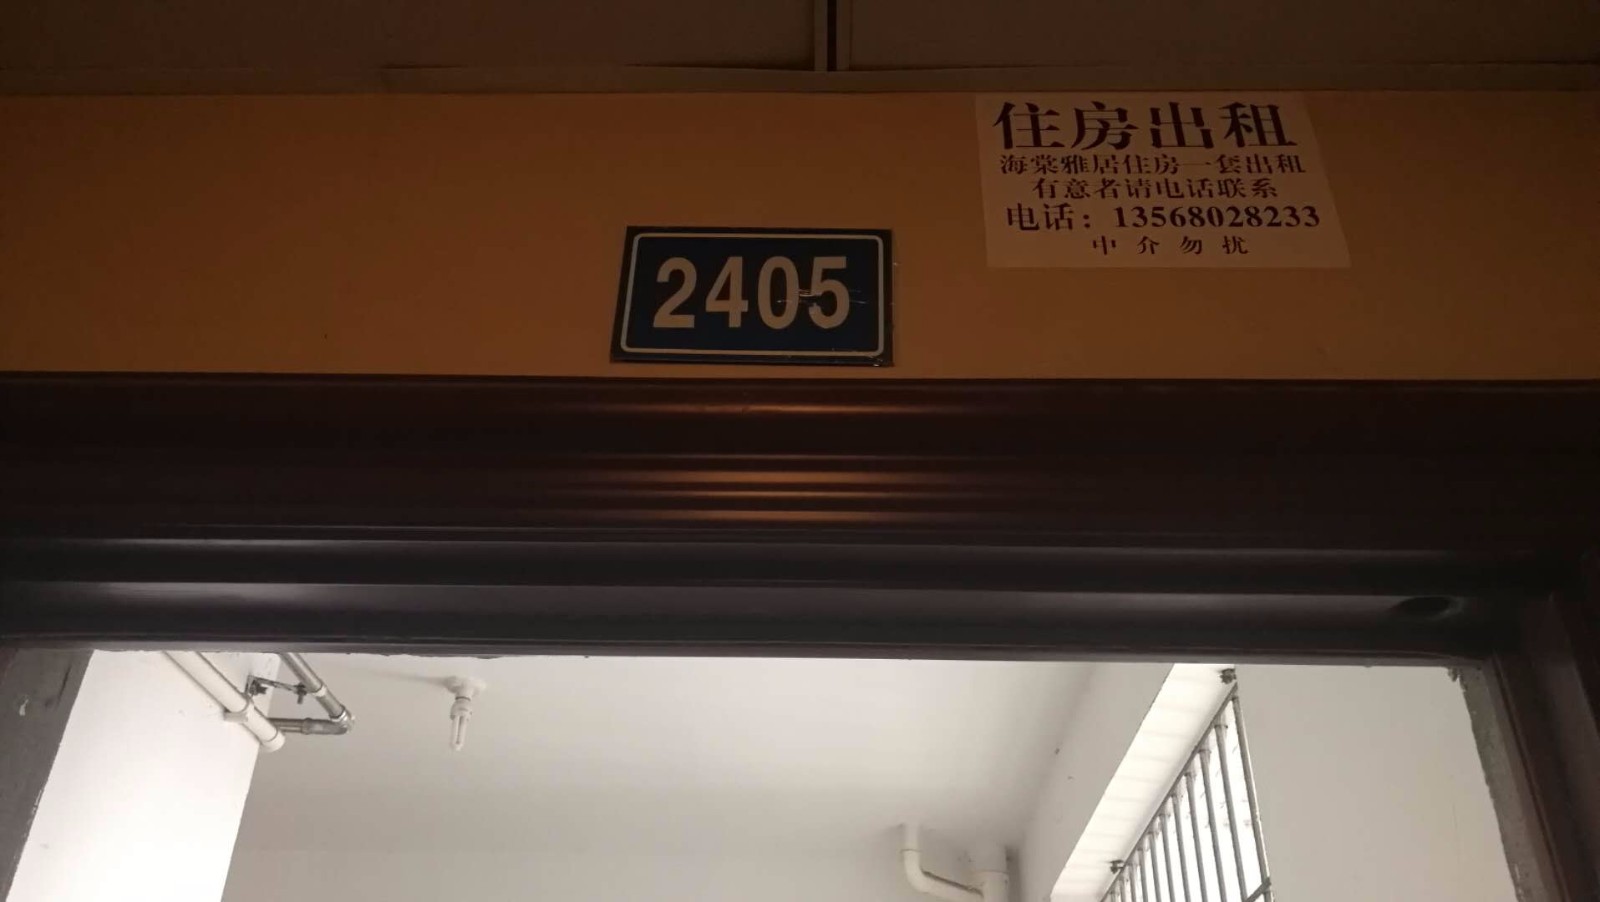 住房出租
海棠雅居住房一套出租
有意者请电话联系
电话：13568028233
中介勿扰
2405